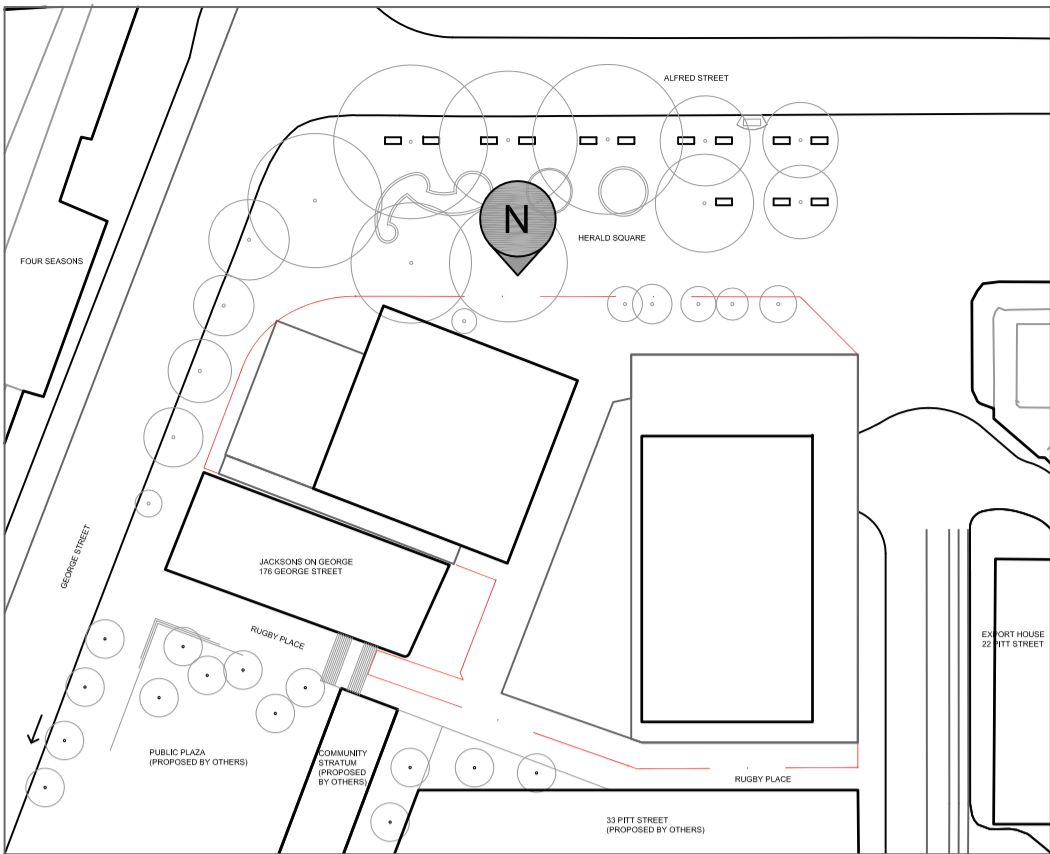 ALFRED STREET
N
HERALD SQUARE
FOUR SEASONS
GEORGE STREET
JACKSONS ON GEORGE
176 GEORGE STREET
RUGBY PLACE
EXPORT HOUSE
22 PITT STREET
PUBLIC PLAZA
(PROPOSED BY OTHERS)
COMMUNITY
STRATUM
(PROPOSED
BY OTHERS)
RUGBY PLACE
33 PITT STREET
(PROPOSED BY OTHERS)